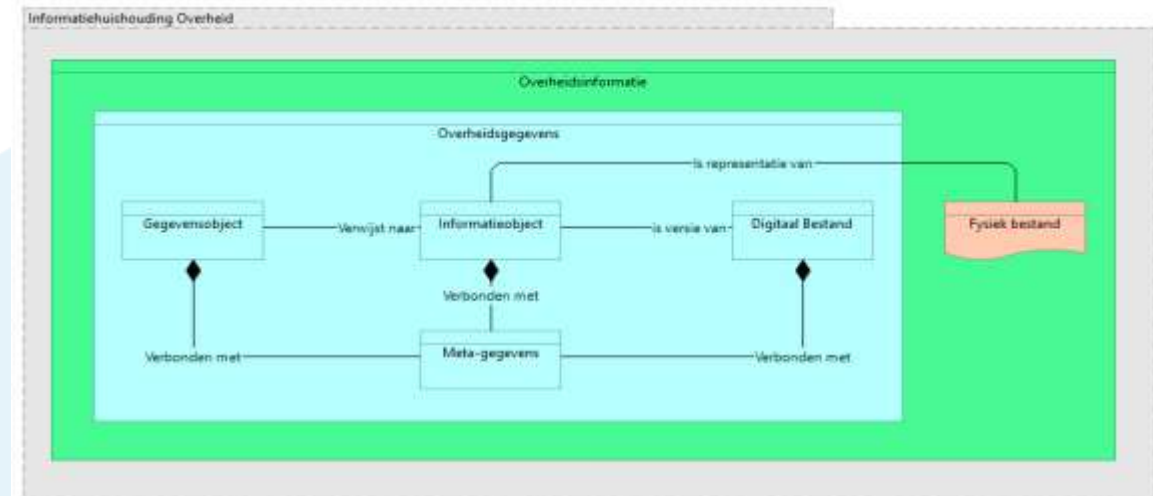 Informatiehuishouding Overheid
Overheidsinformatie
Overheidsgegevens
Is representatie van
Gegevensobject
Verwijst naar
Informatieobject
is versie van
Digitaal Bestand
Fysiek bestand
Verbonden met
Verbonden met
Meta-gegevens
Verbonden met